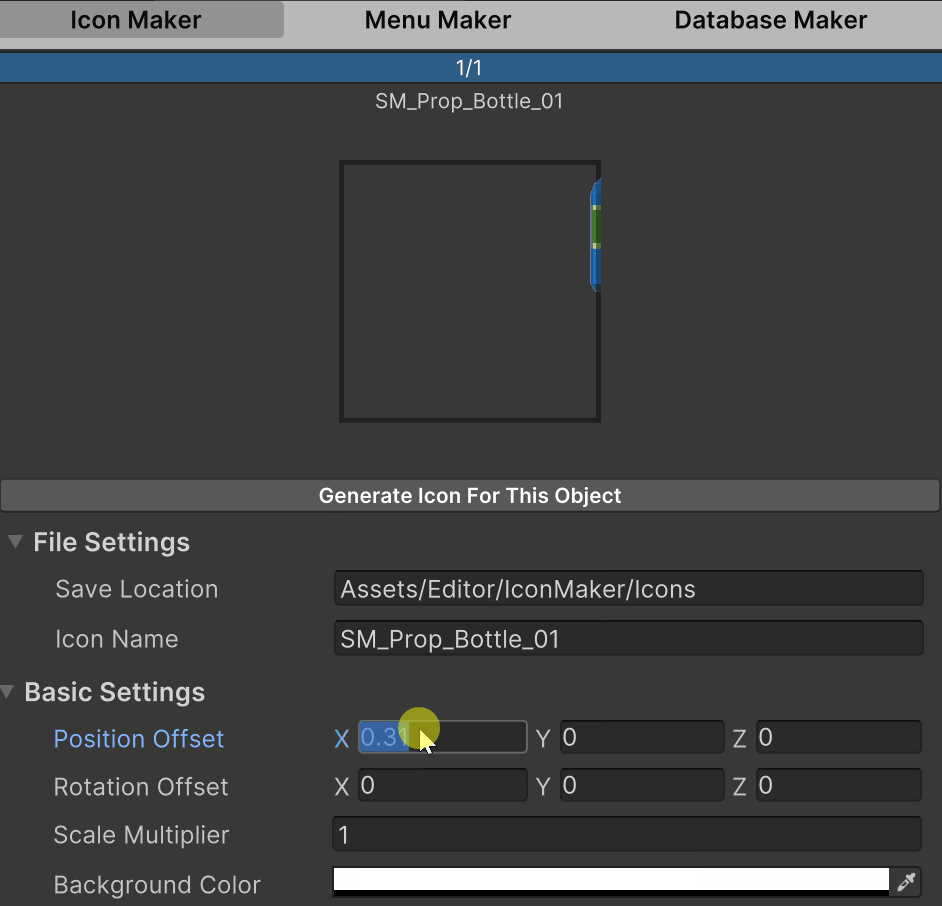 Icon Maker Menu Maker Database Maker
1/1
SM_Prop_Bottle_01
Generate Icon For This Object
File Settings
Save Location Assets/Editor/IconMaker/Icons
Icon Name SM_Prop_Bottle_01
Basic Settings
Position Offset X 0.31 Y 0 Z 0
Rotation Offset X 0 Y 0 Z 0
Scale Multiplier 1
Background Color